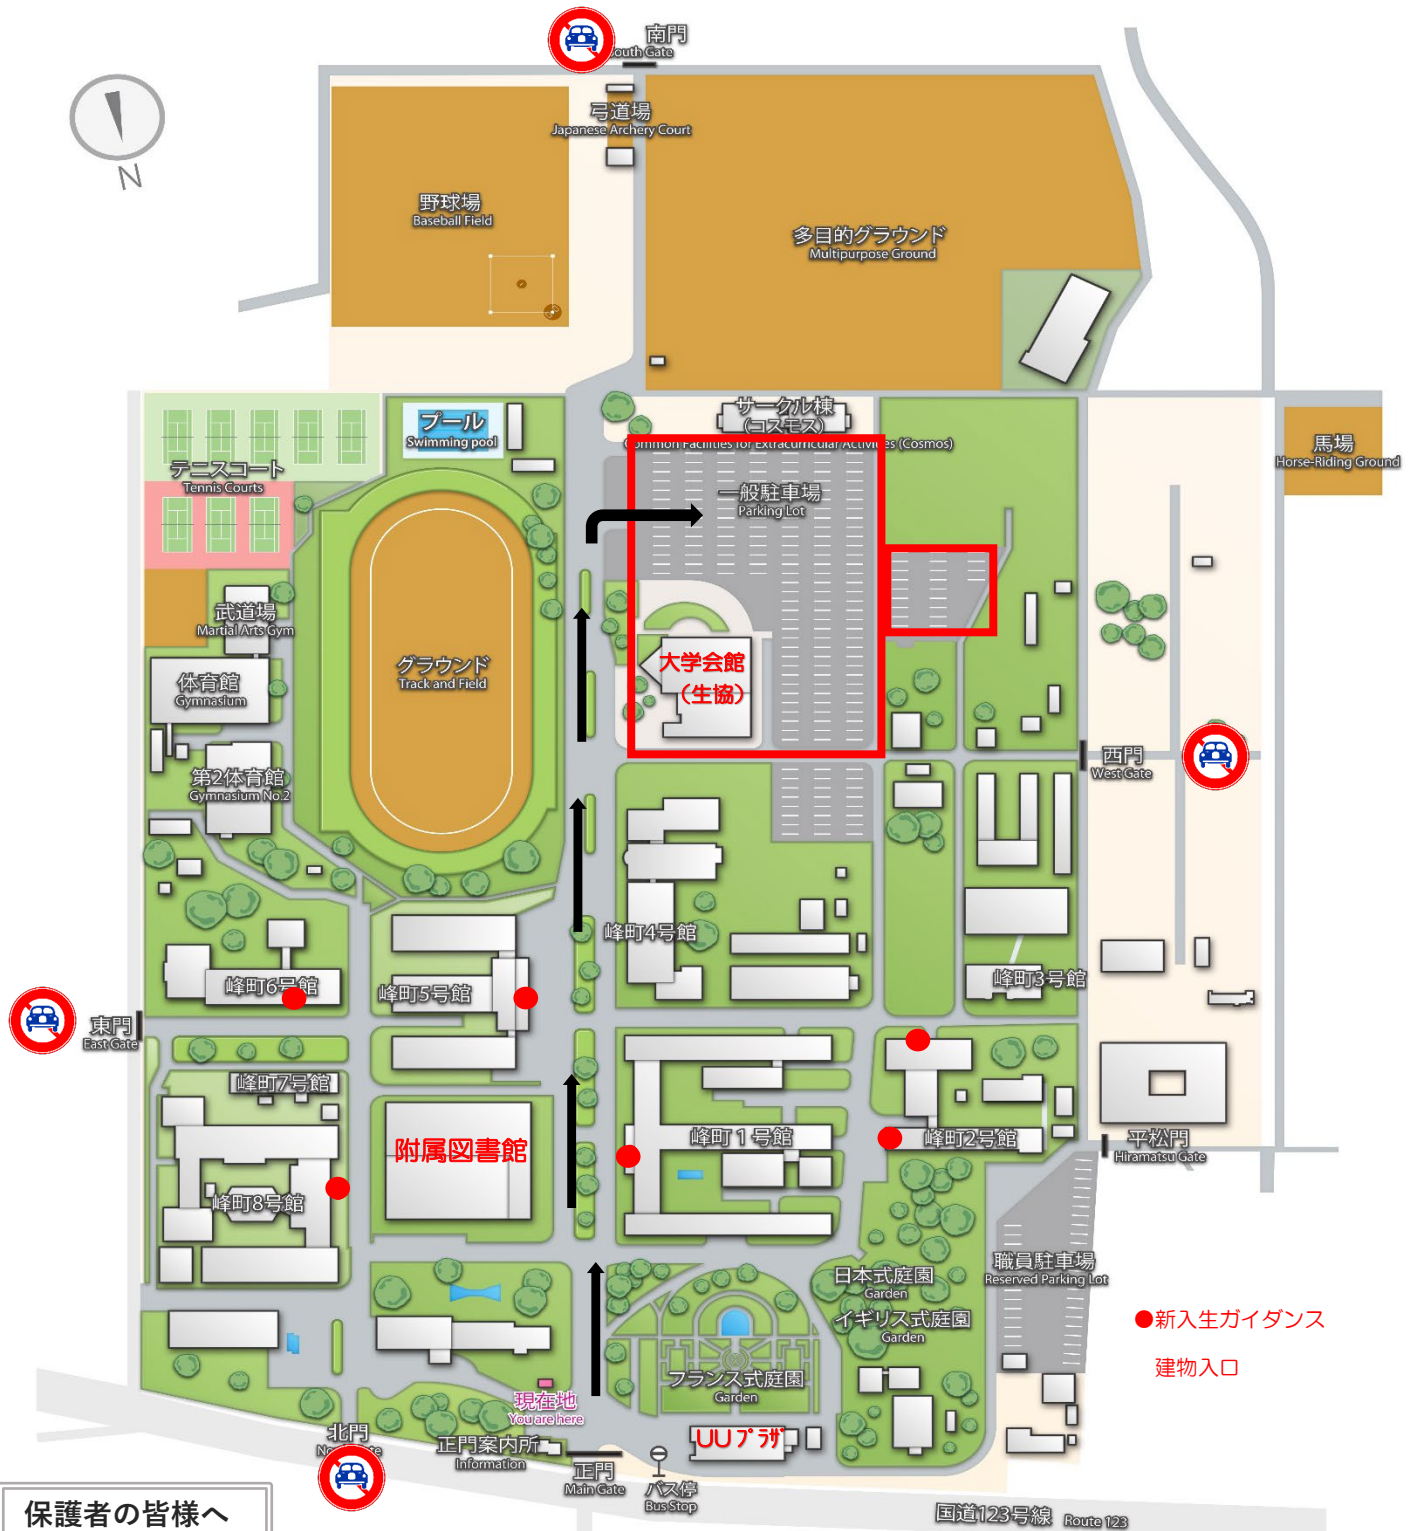 南門
South Gate
N
弓道場
Japanese Archery Court
野球場
Baseball Field
多目的グラウンド
Multipurpose Ground
サークル棟
(コスモス)
Common Facilities for Extracurricular Activities (Cosmos)
プール
Swimming pool
馬場
Horse-Riding Ground
テニスコート
Tennis Courts
一般駐車場
Parking Lot
武道場
Martial Arts Gym
グラウンド
Track and Field
大学会館
（生協）
体育館
Gymnasium
西門
West Gate
第2体育館
Gymnasium No.2
峰町4号館
峰町6号館
峰町5号館
峰町3号館
東門
East Gate
峰町7号館
附属図書館
峰町１号館
峰町2号館
平松門
Hiramatsu Gate
峰町8号館
職員駐車場
Reserved Parking Lot
日本式庭園
Garden
イギリス式庭園
Garden
●新入生ガイダンス
建物入口
フランス式庭園
Garden
現在地
You are here
北門
North Gate
正門案内所
Information
UUプラザ
正門
Main Gate
バス停
Bus Stop
国道123号線 Route 123
保護者の皆様へ